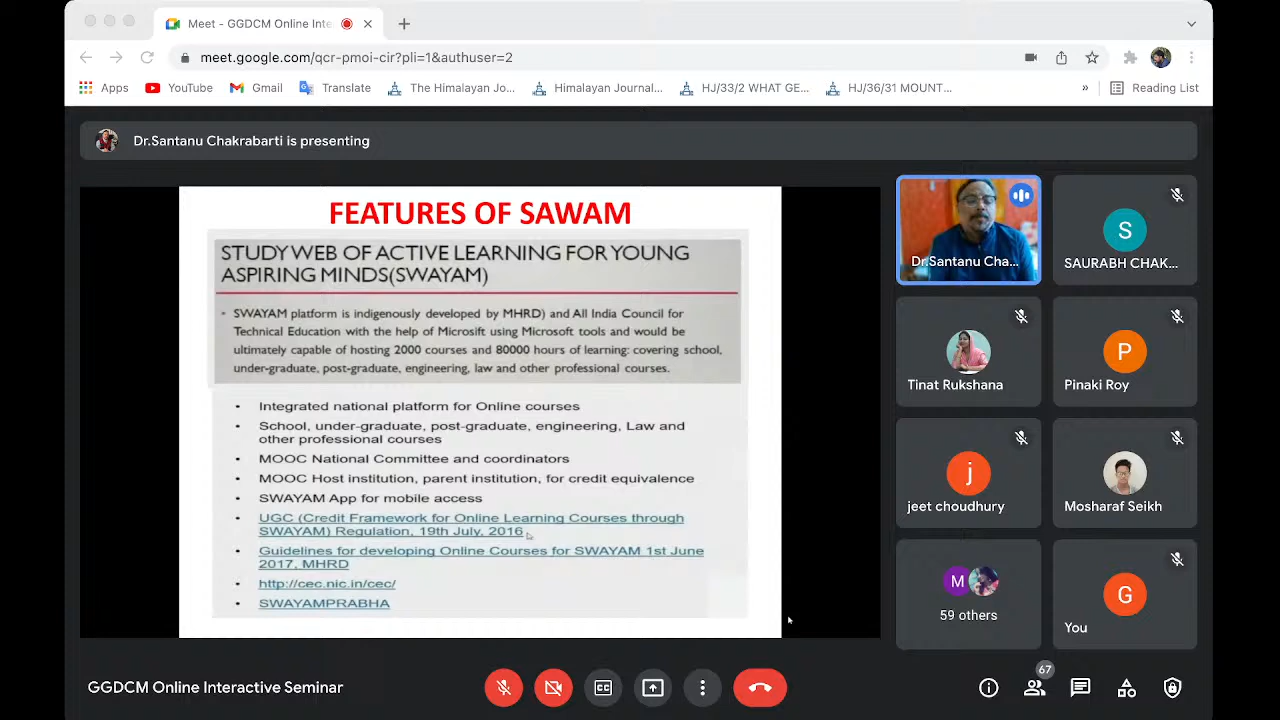 Meet - GGDCM Online Inte
meet.google.com/qcr-pmoi-cir?pli=1&authuser=2
Apps YouTube Gmail Translate The Himalayan Jo... Himalayan Journal... HJ/33/2 WHAT GE... HJ/36/31 MOUNT... » Reading List
Dr.Santanu Chakrabarti is presenting
FEATURES OF SAWAM
STUDY WEB OF ACTIVE LEARNING FOR YOUNG
ASPIRING MINDS(SWAYAM)
SWAYAM platform is indigenously developed by MHRD) and All India Council for
Technical Education with the help of Microsift using Microsoft tools and would be
ultimately capable of hosting 2000 courses and 80000 hours of learning: covering school,
under-graduate, post-graduate, engineering, law and other professional courses.
• Integrated national platform for Online courses
• School, under-graduate, post-graduate, engineering, Law and
other professional courses
• MOOC National Committee and coordinators
• MOOC Host institution, parent institution, for credit equivalence
• SWAYAM App for mobile access
• UGC (Credit Framework for Online Learning Courses through
SWAYAM) Regulation, 19th July, 2016
• Guidelines for developing Online Courses for SWAYAM 1st June
2017, MHRD
• http://cec.nic.in/cec/
• SWAYAMPRABHA
Dr.Santanu Cha...
S
SAURABH CHAK...
Tinat Rukshana
P
Pinaki Roy
j
jeet choudhury
Mosharaf Seikh
M
59 others
G
You
GGDCM Online Interactive Seminar
CC
67